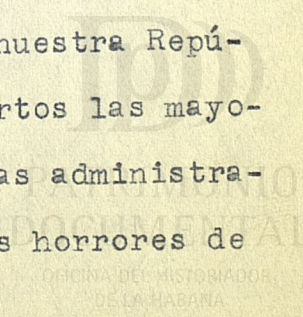 nuestra Repú-
rtos las mayo-
as administra-
s horrores de
PATRIMONIO
DOCUMENTAL
OFICINA DEL HISTORIADOR
DE LA HABANA